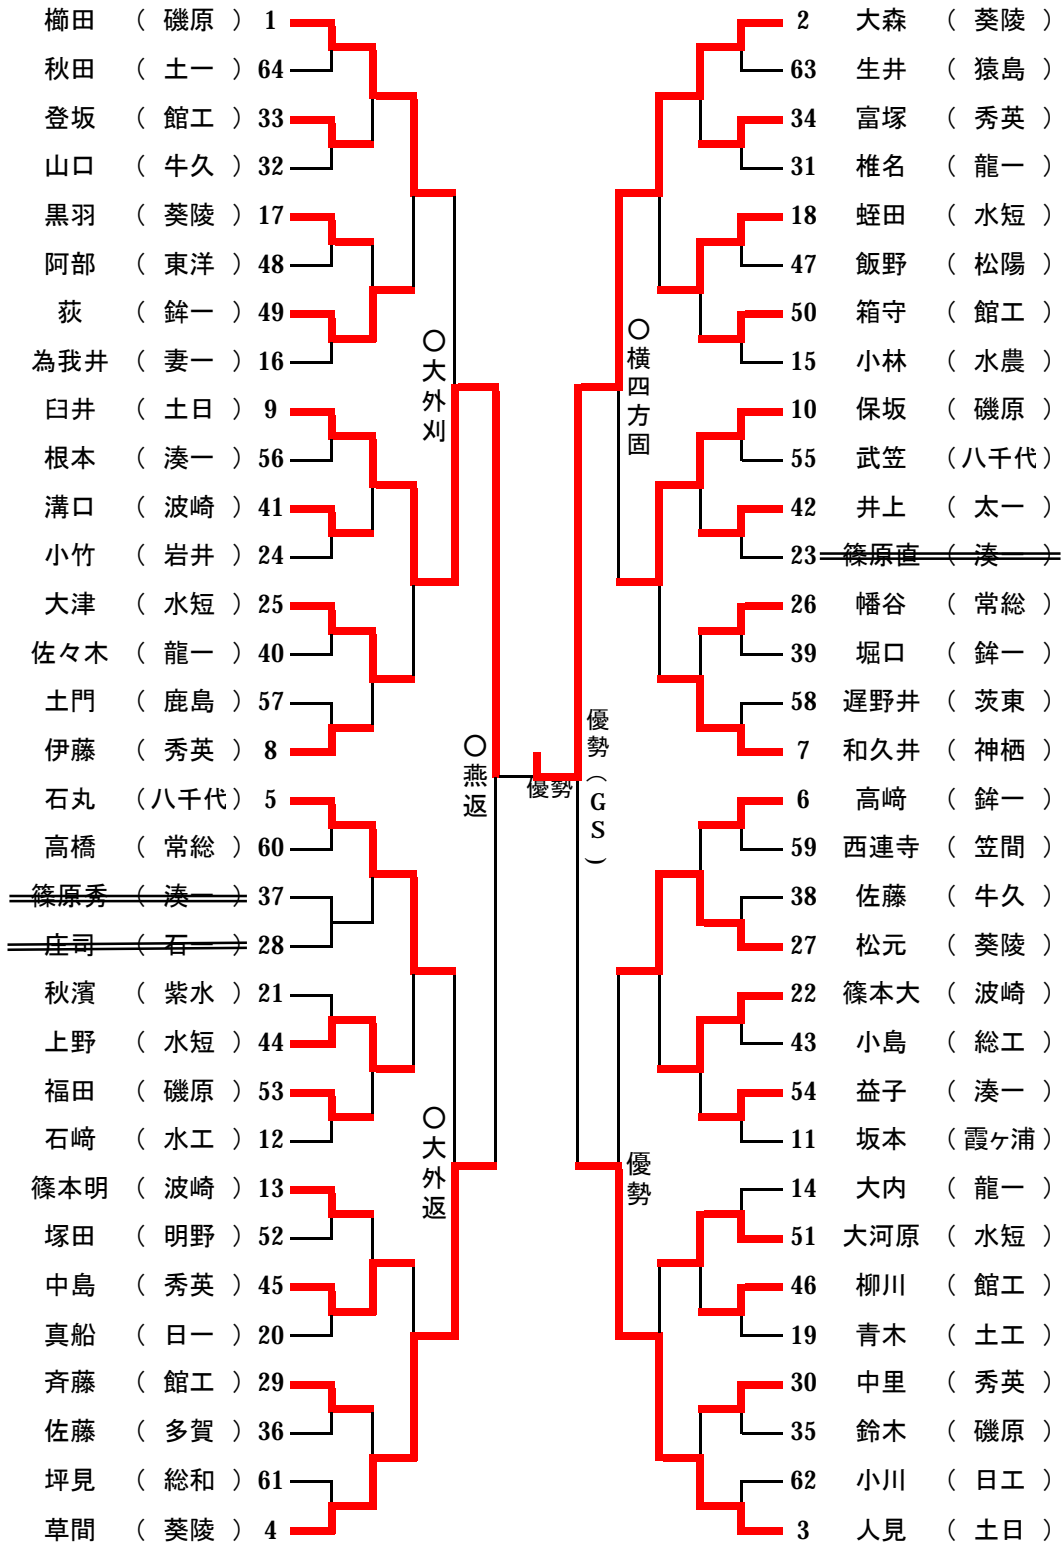 櫛田 （ 磯原 ） 1
秋田 （ 土一 ） 64
登坂 （ 館工 ） 33
山口 （ 牛久 ） 32
黒羽 （ 葵陵 ） 17
阿部 （ 東洋 ） 48
荻 （ 鉾一 ） 49
為我井 （ 妻一 ） 16
臼井 （ 土日 ） 9
根本 （ 湊一 ） 56
溝口 （ 波崎 ） 41
小竹 （ 岩井 ） 24
大津 （ 水短 ） 25
佐々木 （ 龍一 ） 40
土門 （ 鹿島 ） 57
伊藤 （ 秀英 ） 8
石丸 （八千代） 5
高橋 （ 常総 ） 60
篠原秀 （ 湊一 ） 37
庄司 （ 石一 ） 28
秋濱 （ 紫水 ） 21
上野 （ 水短 ） 44
福田 （ 磯原 ） 53
石﨑 （ 水工 ） 12
篠本明 （ 波崎 ） 13
塚田 （ 明野 ） 52
中島 （ 秀英 ） 45
真船 （ 日一 ） 20
斉藤 （ 館工 ） 29
佐藤 （ 多賀 ） 36
坪見 （ 総和 ） 61
草間 （ 葵陵 ） 4
○大外刈
○燕返
○大外返
優勢
優勢（GS）
○横四方固
優勢
2 大森 （ 葵陵 ）
63 生井 （ 猿島 ）
34 富塚 （ 秀英 ）
31 椎名 （ 龍一 ）
18 蛭田 （ 水短 ）
47 飯野 （ 松陽 ）
50 箱守 （ 館工 ）
15 小林 （ 水農 ）
10 保坂 （ 磯原 ）
55 武笠 （八千代）
42 井上 （ 太一 ）
23 篠原直 （ 湊一 ）
26 幡谷 （ 常総 ）
39 堀口 （ 鉾一 ）
58 遅野井 （ 茨東 ）
7 和久井 （ 神栖 ）
6 高﨑 （ 鉾一 ）
59 西連寺 （ 笠間 ）
38 佐藤 （ 牛久 ）
27 松元 （ 葵陵 ）
22 篠本大 （ 波崎 ）
43 小島 （ 総工 ）
54 益子 （ 湊一 ）
11 坂本 （霞ヶ浦）
14 大内 （ 龍一 ）
51 大河原 （ 水短 ）
46 柳川 （ 館工 ）
19 青木 （ 土工 ）
30 中里 （ 秀英 ）
35 鈴木 （ 磯原 ）
62 小川 （ 日工 ）
3 人見 （ 土日 ）